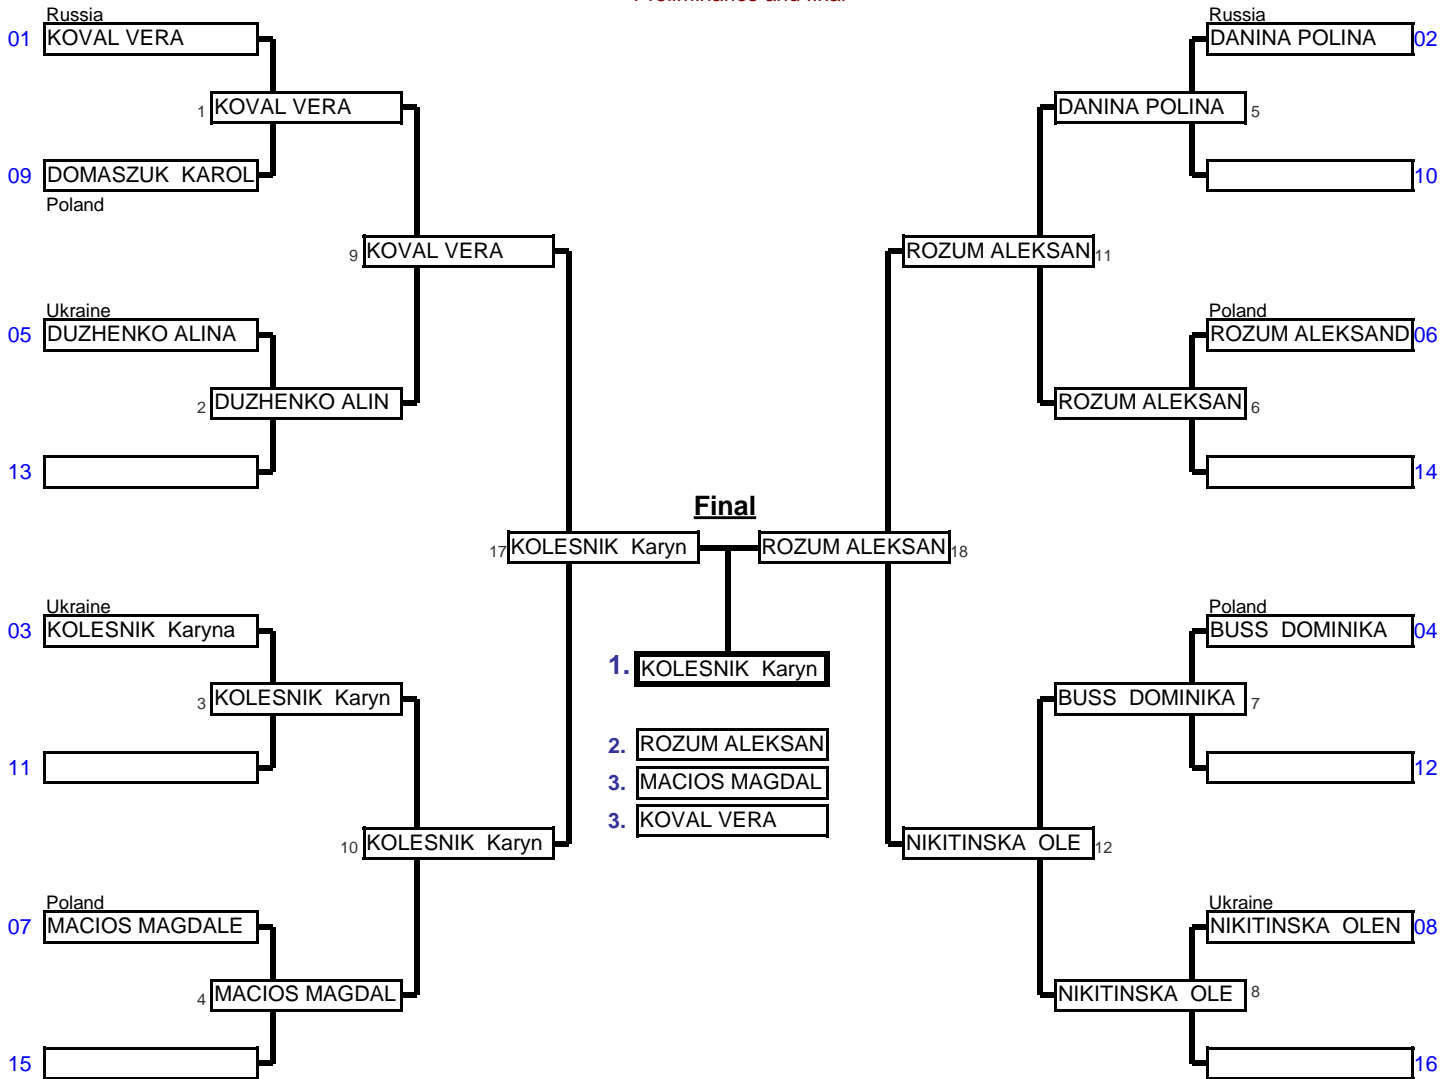 Preliminaries and final
Russia
01 KOVAL VERA
1 KOVAL VERA
09 DOMASZUK KAROL
Poland
9 KOVAL VERA
Ukraine
05 DUZHENKO ALINA
2 DUZHENKO ALIN
13
17 KOLESNIK Karyn
Ukraine
03 KOLESNIK Karyna
3 KOLESNIK Karyn
11
10 KOLESNIK Karyn
Poland
07 MACIOS MAGDALE
4 MACIOS MAGDAL
15
Final
1. KOLESNIK Karyn
2. ROZUM ALEKSAN
3. MACIOS MAGDAL
3. KOVAL VERA
Russia
DANINA POLINA 02
DANINA POLINA 5
10
ROZUM ALEKSAN 11
Poland
ROZUM ALEKSAND 06
ROZUM ALEKSAN 6
14
ROZUM ALEKSAN 18
Poland
BUSS DOMINIKA 04
BUSS DOMINIKA 7
12
NIKITINSKA OLE 12
Ukraine
NIKITINSKA OLEN 08
NIKITINSKA OLE 8
16